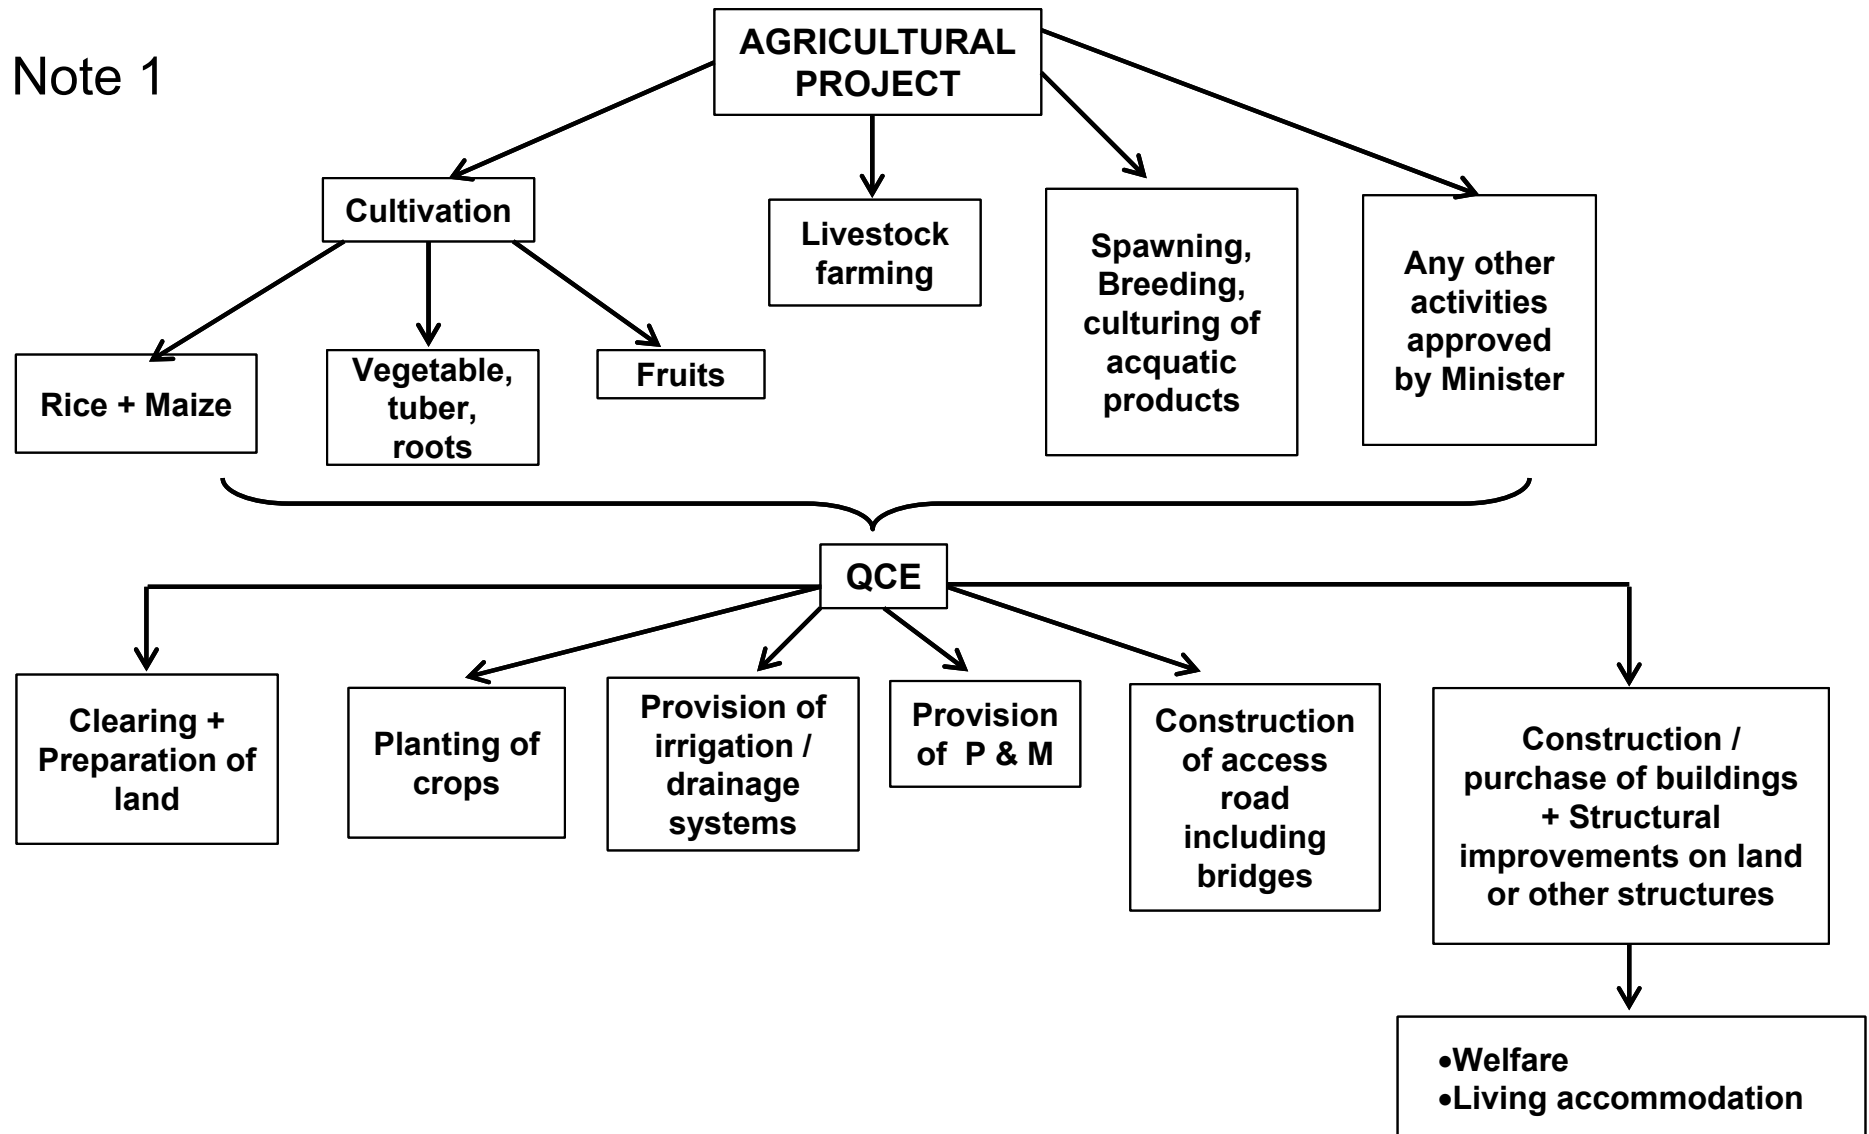 Note 1
AGRICULTURAL
PROJECT
Cultivation
Livestock
farming
Spawning,
Breeding,
culturing of
acquatic
products
Any other
activities
approved
by Minister
Rice + Maize
Vegetable,
tuber,
roots
Fruits
QCE
Clearing +
Preparation of
land
Planting of
crops
Provision of
irrigation /
drainage
systems
Provision
of P & M
Construction
of access
road
including
bridges
Construction /
purchase of buildings
+ Structural
improvements on land
or other structures
•Welfare
•Living accommodation